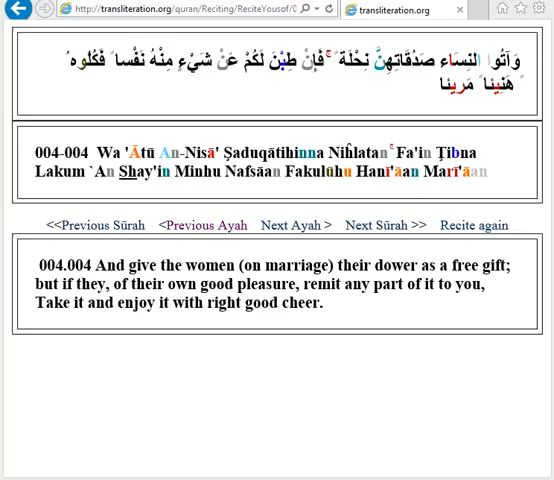 http://transliteration.org/quran/Reciting/ReciteYousof/0
transliteration.org
وَآتُوا النِسَاء صَدُقَاتِهِنَّ نِحْلَة ً ۚ فَإِنْ طِبْنَ لَكُمْ عَنْ شَيْءٍ مِنْهُ نَفْسا ً فَكُلُوهُ
هَنِيئا ً مَرِيئا ً
004-004 Wa 'Ātū An-Nisā' Şaduqātihinna Niĥlatan ۚ Fa'in Ţibna
Lakum `An Shay'in Minhu Nafsāan Fakulūhu Hanī'āan Marī'āan
<<Previous Sūrah <Previous Ayah Next Ayah > Next Sūrah >> Recite again
004.004 And give the women (on marriage) their dower as a free gift;
but if they, of their own good pleasure, remit any part of it to you,
Take it and enjoy it with right good cheer.